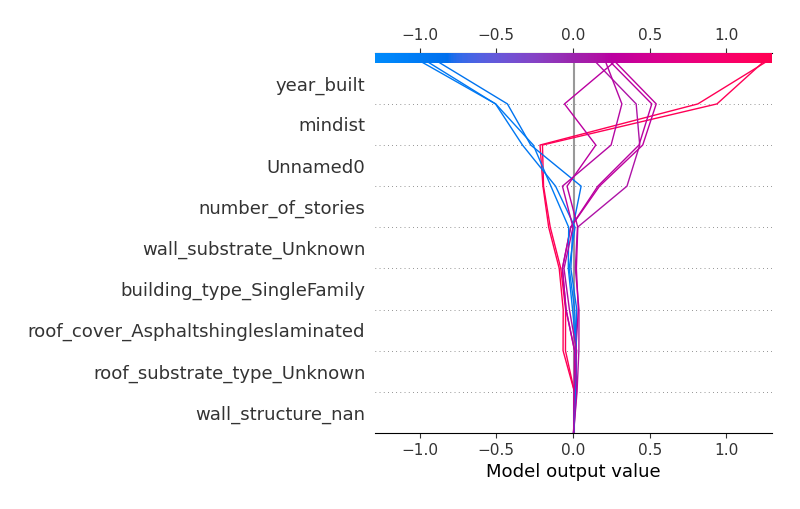 −1.0 −0.5 0.0 0.5 1.0
year_built
mindist
Unnamed0
number_of_stories
wall_substrate_Unknown
building_type_SingleFamily
roof_cover_Asphaltshingleslaminated
roof_substrate_type_Unknown
wall_structure_nan
−1.0 −0.5 0.0 0.5 1.0
Model output value